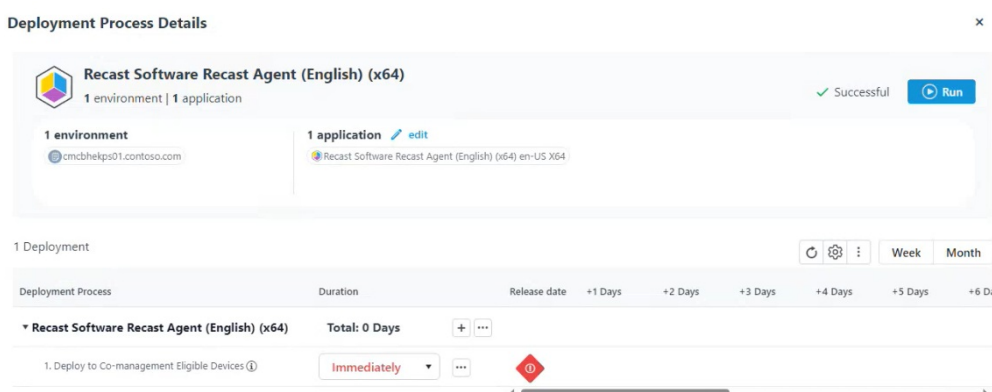 Deployment Process Details
Recast Software Recast Agent (English) (x64)
1 environment | 1 application
Successful
Run
1 environment
1 application edit
cmcbhekps01.contoso.com
Recast Software Recast Agent (English) (x64) en-US X64
1 Deployment
Week Month
Deployment Process Duration Release date +1 Days +2 Days +3 Days +4 Days +5 Days +6 Da
Recast Software Recast Agent (English) (x64) Total: 0 Days
1. Deploy to Co-management Eligible Devices Immediately